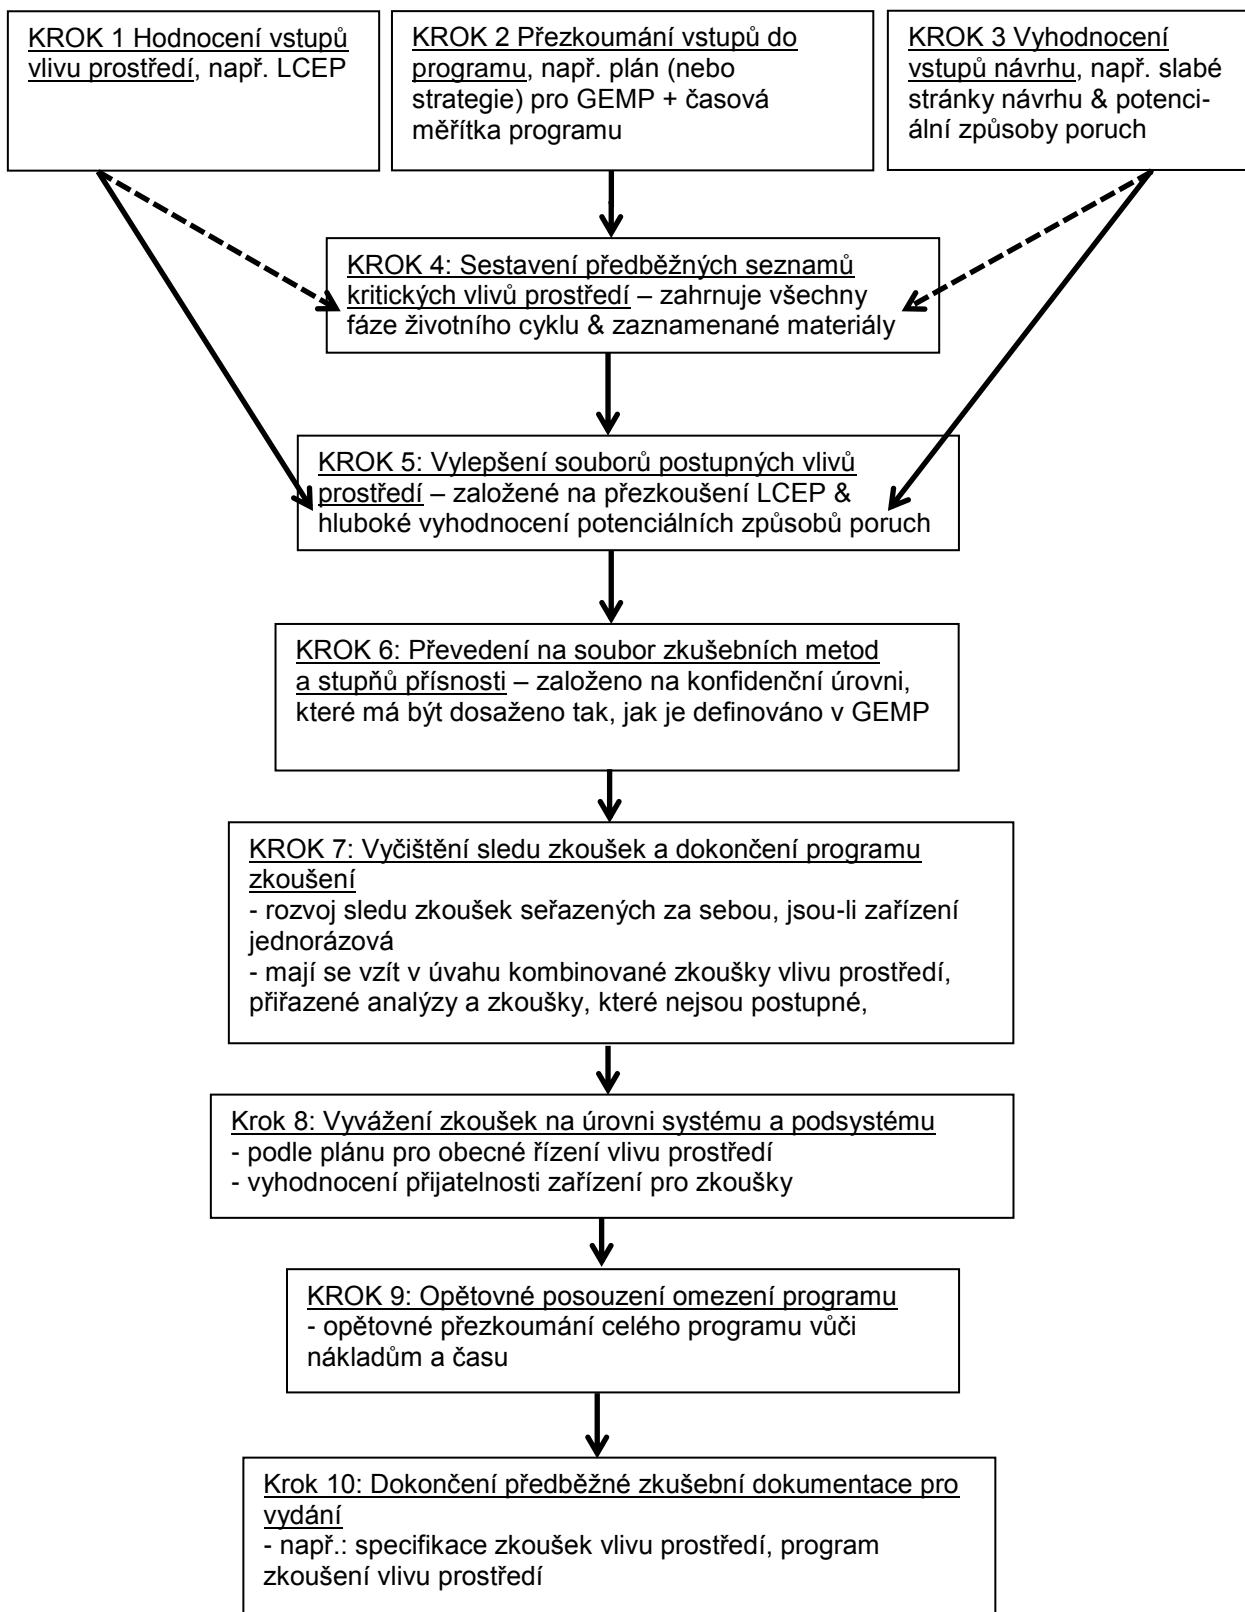 KROK 1 Hodnocení vstupů
vlivu prostředí, např. LCEP
KROK 2 Přezkoumání vstupů do
programu, např. plán (nebo
strategie) pro GEMP + časová
měřítka programu
KROK 3 Vyhodnocení
vstupů návrhu, např. slabé
stránky návrhu & potenci-
ální způsoby poruch
KROK 4: Sestavení předběžných seznamů
kritických vlivů prostředí – zahrnuje všechny
fáze životního cyklu & zaznamenané materiály
KROK 5: Vylepšení souborů postupných vlivů
prostředí – založené na přezkoušení LCEP &
hluboké vyhodnocení potenciálních způsobů poruch
KROK 6: Převedení na soubor zkušebních metod
a stupňů přísnosti – založeno na konfidenční úrovni,
které má být dosaženo tak, jak je definováno v GEMP
KROK 7: Vyčištění sledu zkoušek a dokončení programu
zkoušení
- rozvoj sledu zkoušek seřazených za sebou, jsou-li zařízení
jednorázová
- mají se vzít v úvahu kombinované zkoušky vlivu prostředí,
přiřazené analýzy a zkoušky, které nejsou postupné,
Krok 8: Vyvážení zkoušek na úrovni systému a podsystému
- podle plánu pro obecné řízení vlivu prostředí
- vyhodnocení přijatelnosti zařízení pro zkoušky
KROK 9: Opětovné posouzení omezení programu
- opětovné přezkoumání celého programu vůči
nákladům a času
Krok 10: Dokončení předběžné zkušební dokumentace pro
vydání
- např.: specifikace zkoušek vlivu prostředí, program
zkoušení vlivu prostředí